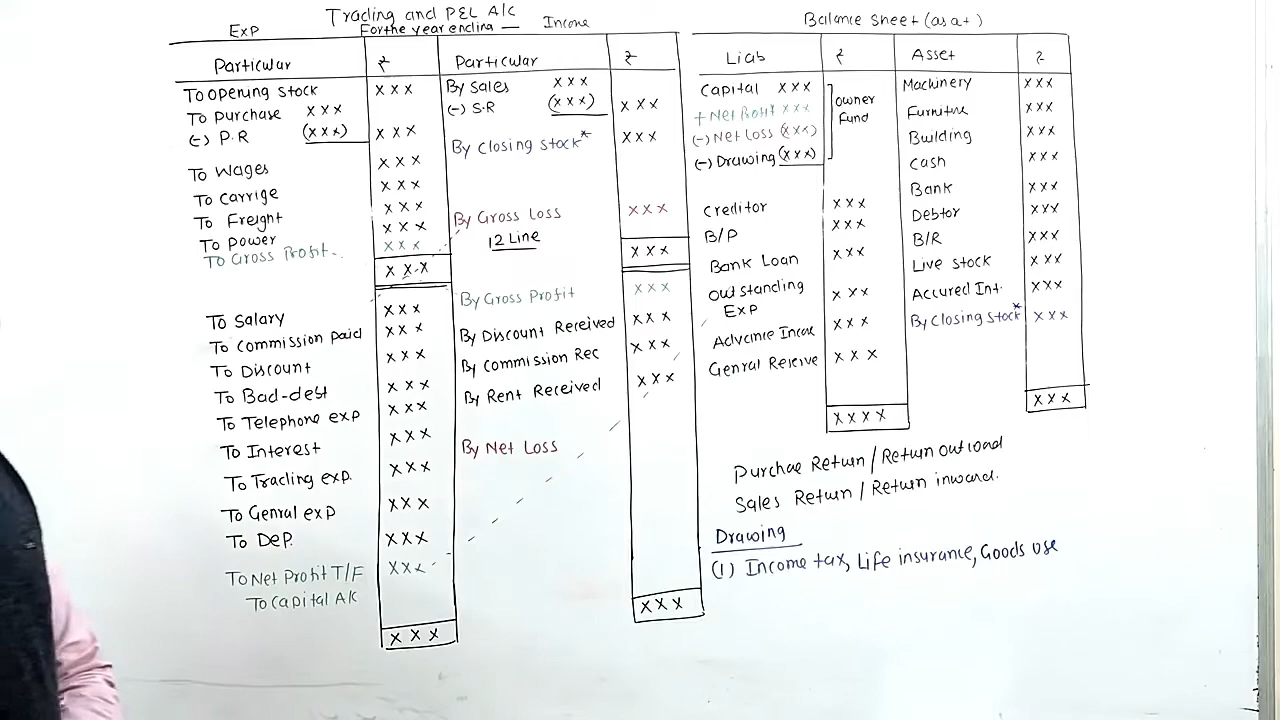 Trading and P&L A/c
Exp For the year ending — Income
Particular ₹ Particular ₹
To Opening Stock xxx By Sales xxx
To Purchase xxx (-) S.R (xxx) xxx
(-) P.R (xxx) xxx By Closing Stock* xxx
To Wages xxx
To Carrige xxx
To Freight xxx By Gross Loss xxx
To Power xxx 12 Line
To Gross Profit xxx xxx
xxx
By Gross Profit xxx
To Salary xxx By Discount Received xxx
To Commission paid xxx By Commission Rec xxx
To Discount xxx By Rent Received xxx
To Bad-debt xxx
To Telephone exp xxx
To Interest xxx By Net Loss
To Trading exp. xxx
To Genral exp xxx
To Dep. xxx
To Net Profit T/F xxx
To Capital A/c
xxx
xxx
Balance Sheet (as at)
Liab ₹ Asset ₹
Capital xxx Machinery xxx
+ Net Profit xxx Owner Fund Furniture xxx
(-) Net Loss (xxx) Building xxx
(-) Drawing (xxx) Cash xxx
Bank xxx
Creditor xxx Debtor xxx
B/P xxx B/R xxx
Bank Loan xxx Live Stock xxx
Outstanding Exp xxx Accured Int. xxx
Advance xxx By Closing Stock* xxx
Genral Reserve xxx
xxx
xxxx
Purchae Return / Return outward
Sales Return / Return inward.
Drawing
(1) Income tax, Life insurance, Goods use